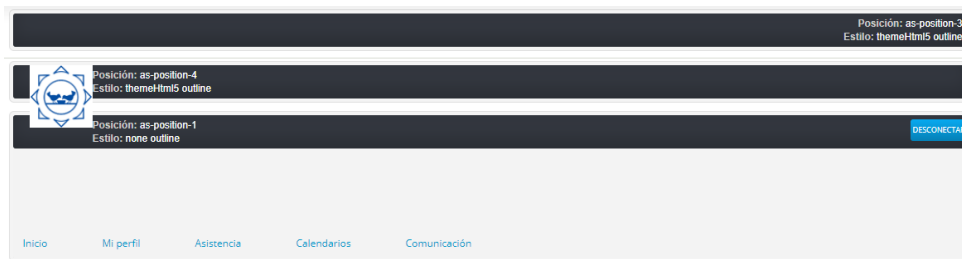 Posición: as-position-3
Estilo: themeHtml5 outline
Posición: as-position-4
Estilo: themeHtml5 outline
Posición: as-position-1
Estilo: none outline
DESCONECTAR
Inicio Mi perfil Asistencia Calendarios Comunicación